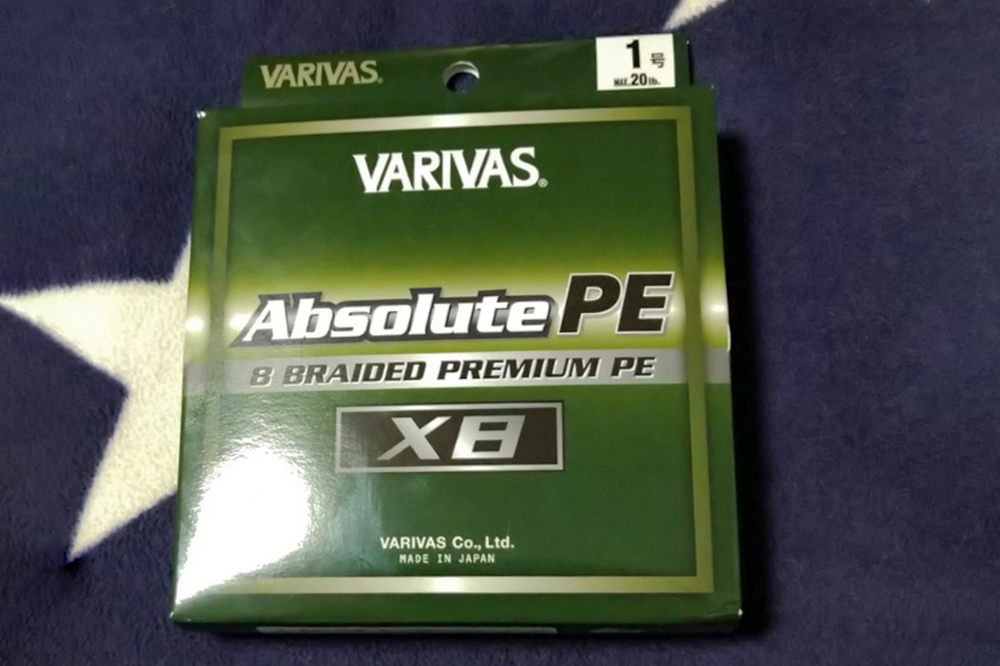 VARIVAS®
1号
MAX.20lb.
VARIVAS®
Absolute PE
8 BRAIDED PREMIUM PE
X8
VARIVAS Co., Ltd.
MADE IN JAPAN